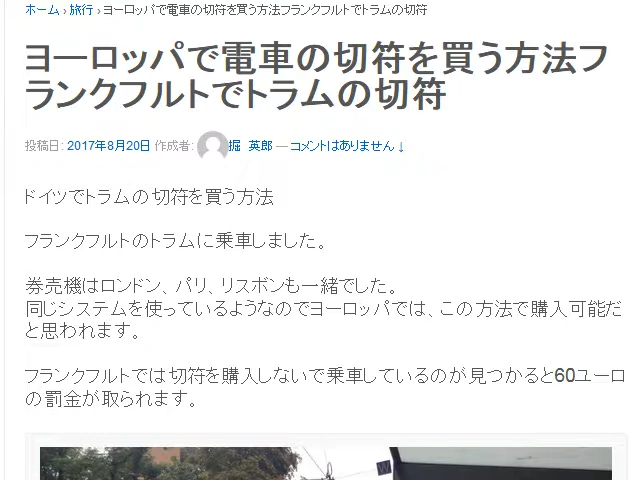 ホーム › 旅行 › ヨーロッパで電車の切符を買う方法フランクフルトでトラムの切符
ヨーロッパで電車の切符を買う方法フ
ランクフルトでトラムの切符
投稿日: 2017年8月20日 作成者: 堀 英郎 — コメントはありません ↓
ドイツでトラムの切符を買う方法
フランクフルトのトラムに乗車しました。
券売機はロンドン、パリ、リスボンも一緒でした。
同じシステムを使っているようなのでヨーロッパでは、この方法で購入可能だ
と思われます。
フランクフルトでは切符を購入しないで乗車しているのが見つかると60ユーロ
の罰金が取られます。